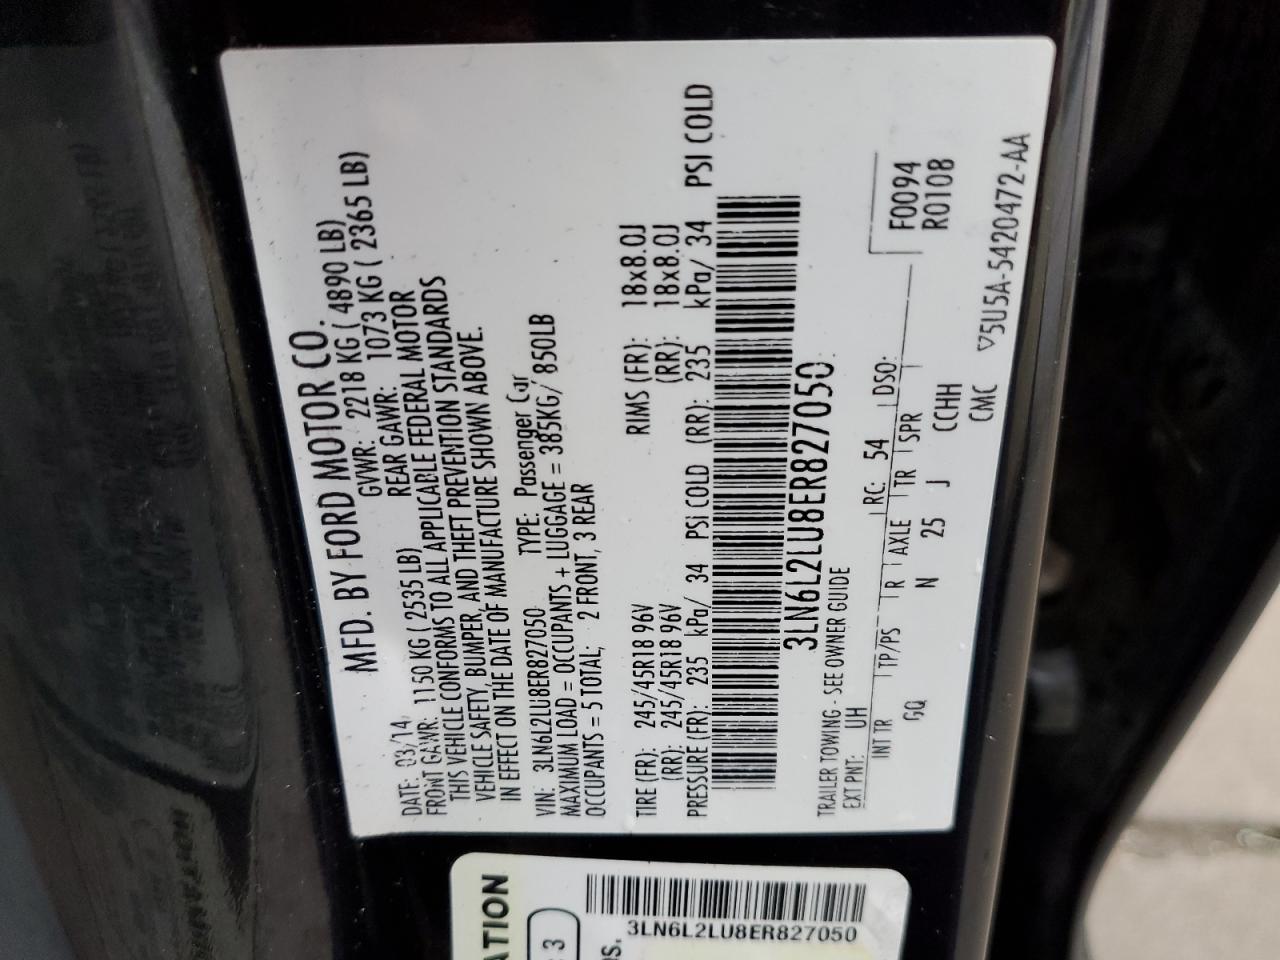 MFD. BY FORD MOTOR CO.
DATE: 03/14 GVWR: 2218 KG ( 4890 LB)
FRONT GAWR: 1150 KG ( 2535 LB) REAR GAWR: 1073 KG ( 2365 LB)
THIS VEHICLE CONFORMS TO ALL APPLICABLE FEDERAL MOTOR
VEHICLE SAFETY, BUMPER, AND THEFT PREVENTION STANDARDS
IN EFFECT ON THE DATE OF MANUFACTURE SHOWN ABOVE.
VIN: 3LN6L2LU8ER827050 TYPE: Passenger Car
MAXIMUM LOAD = OCCUPANTS + LUGGAGE = 385KG/ 850LB
OCCUPANTS = 5 TOTAL, 2 FRONT, 3 REAR
TIRE (FR): 245/45R18 96V RIMS (FR): 18x8.0J
(RR): 245/45R18 96V (RR): 18x8.0J
PRESSURE (FR): 235 kPa/ 34 PSI COLD (RR): 235 kPa/ 34 PSI COLD
3LN6L2LU8ER827050
TRAILER TOWING - SEE OWNER GUIDE
EXT PNT: UH RC: 54 DSO: F0094
R0108
INT TR TP/PS R AXLE TR SPR
GQ N 25 J CCHH
CMC
V5U5A-5420472-AA
3LN6L2LU8ER827050